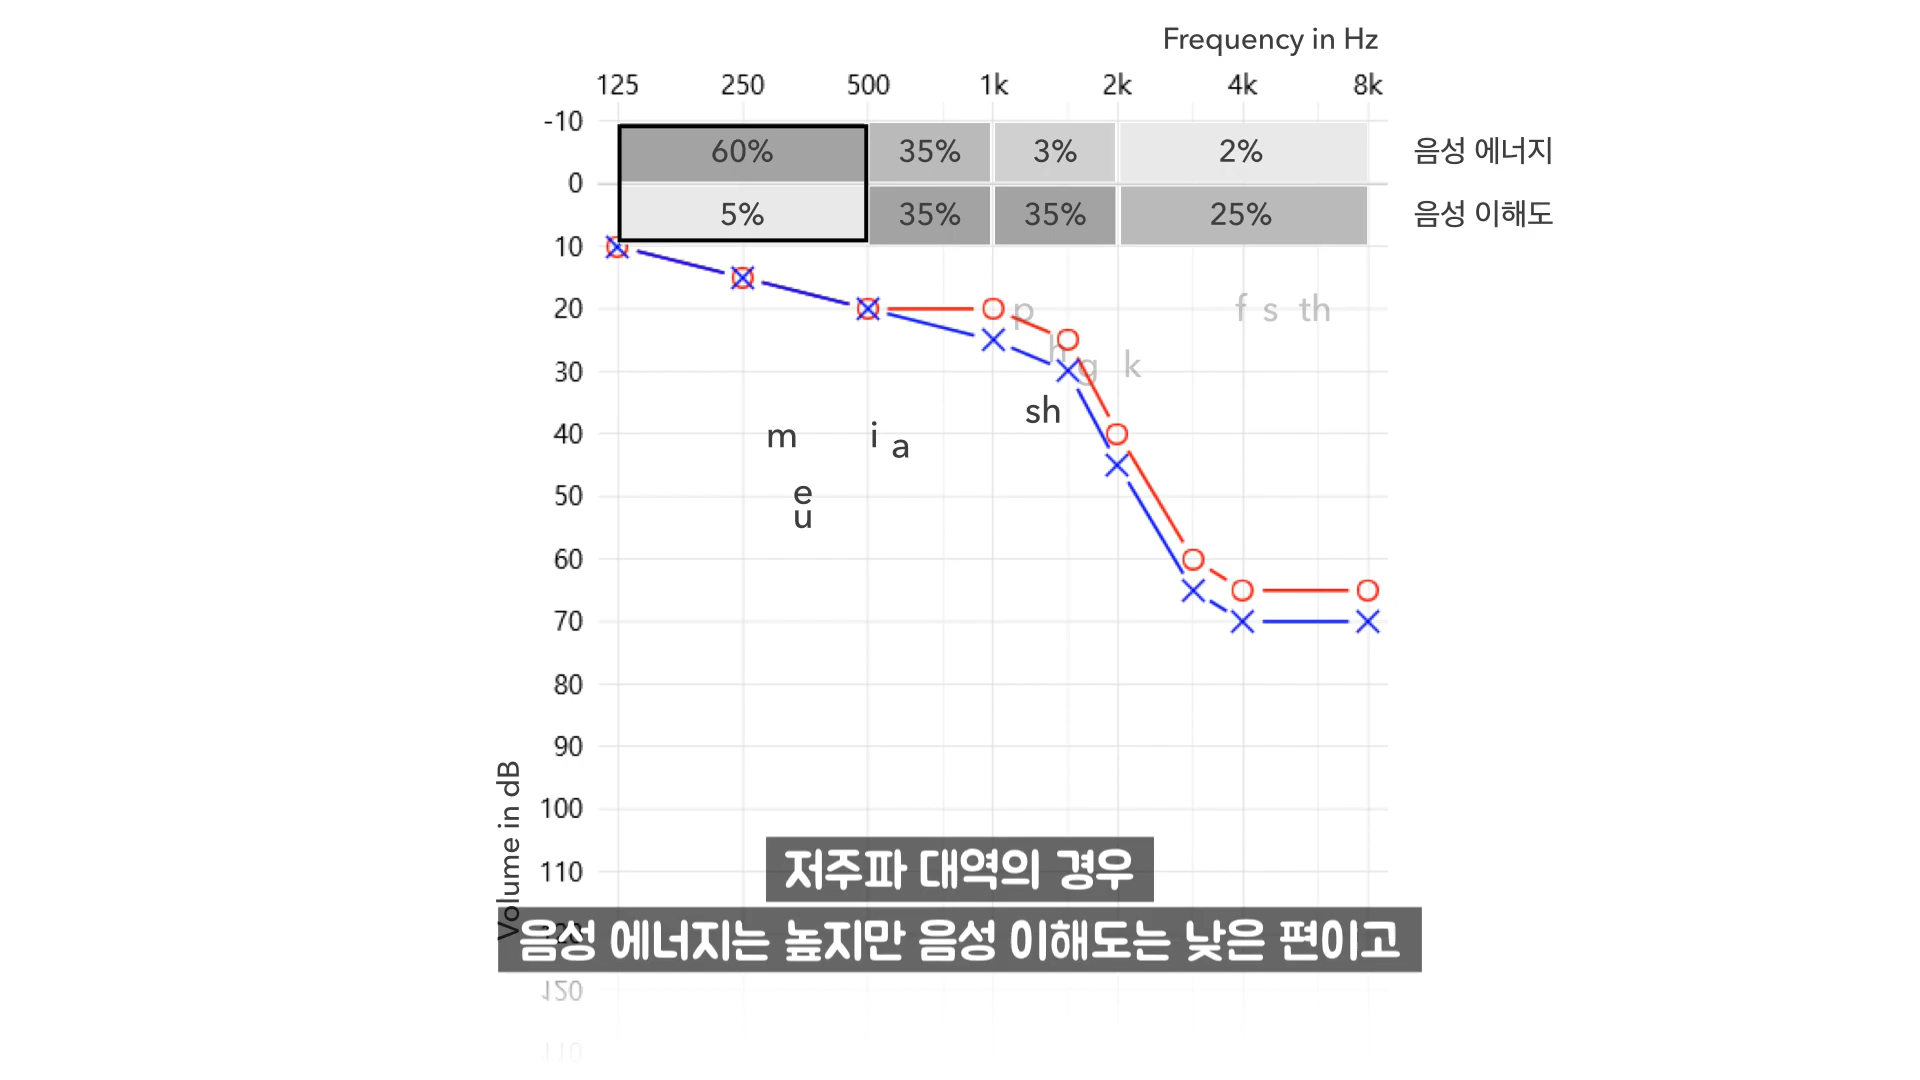 Frequency in Hz
125 250 500 1k 2k 4k 8k
-10
60% 35% 3% 2% 음성 에너지
0
5% 35% 35% 25% 음성 이해도
10
20
p f s th
h
30
g k
sh
40
m i a
50
e
u
60
70
80
90
100
110
120
Volume in dB
저주파 대역의 경우
음성 에너지는 높지만 음성 이해도는 낮은 편이고
120
110